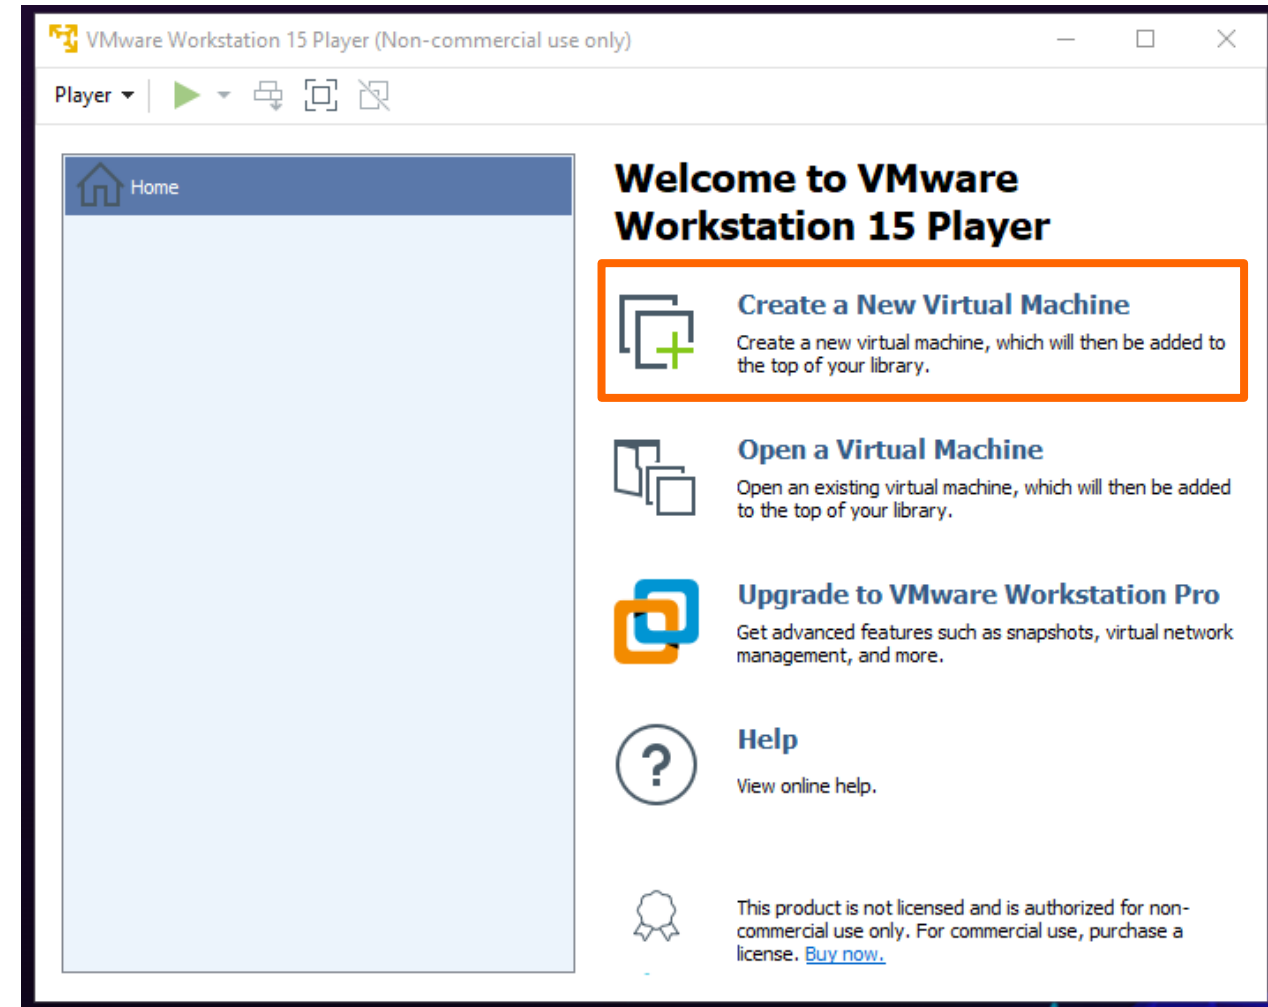 VMware Workstation 15 Player (Non-commercial use only)
Player
Home
Welcome to VMware
Workstation 15 Player
Create a New Virtual Machine
Create a new virtual machine, which will then be added to
the top of your library.
Open a Virtual Machine
Open an existing virtual machine, which will then be added
to the top of your library.
Upgrade to VMware Workstation Pro
Get advanced features such as snapshots, virtual network
management, and more.
?
Help
View online help.
This product is not licensed and is authorized for non-
commercial use only. For commercial use, purchase a
license. Buy now.